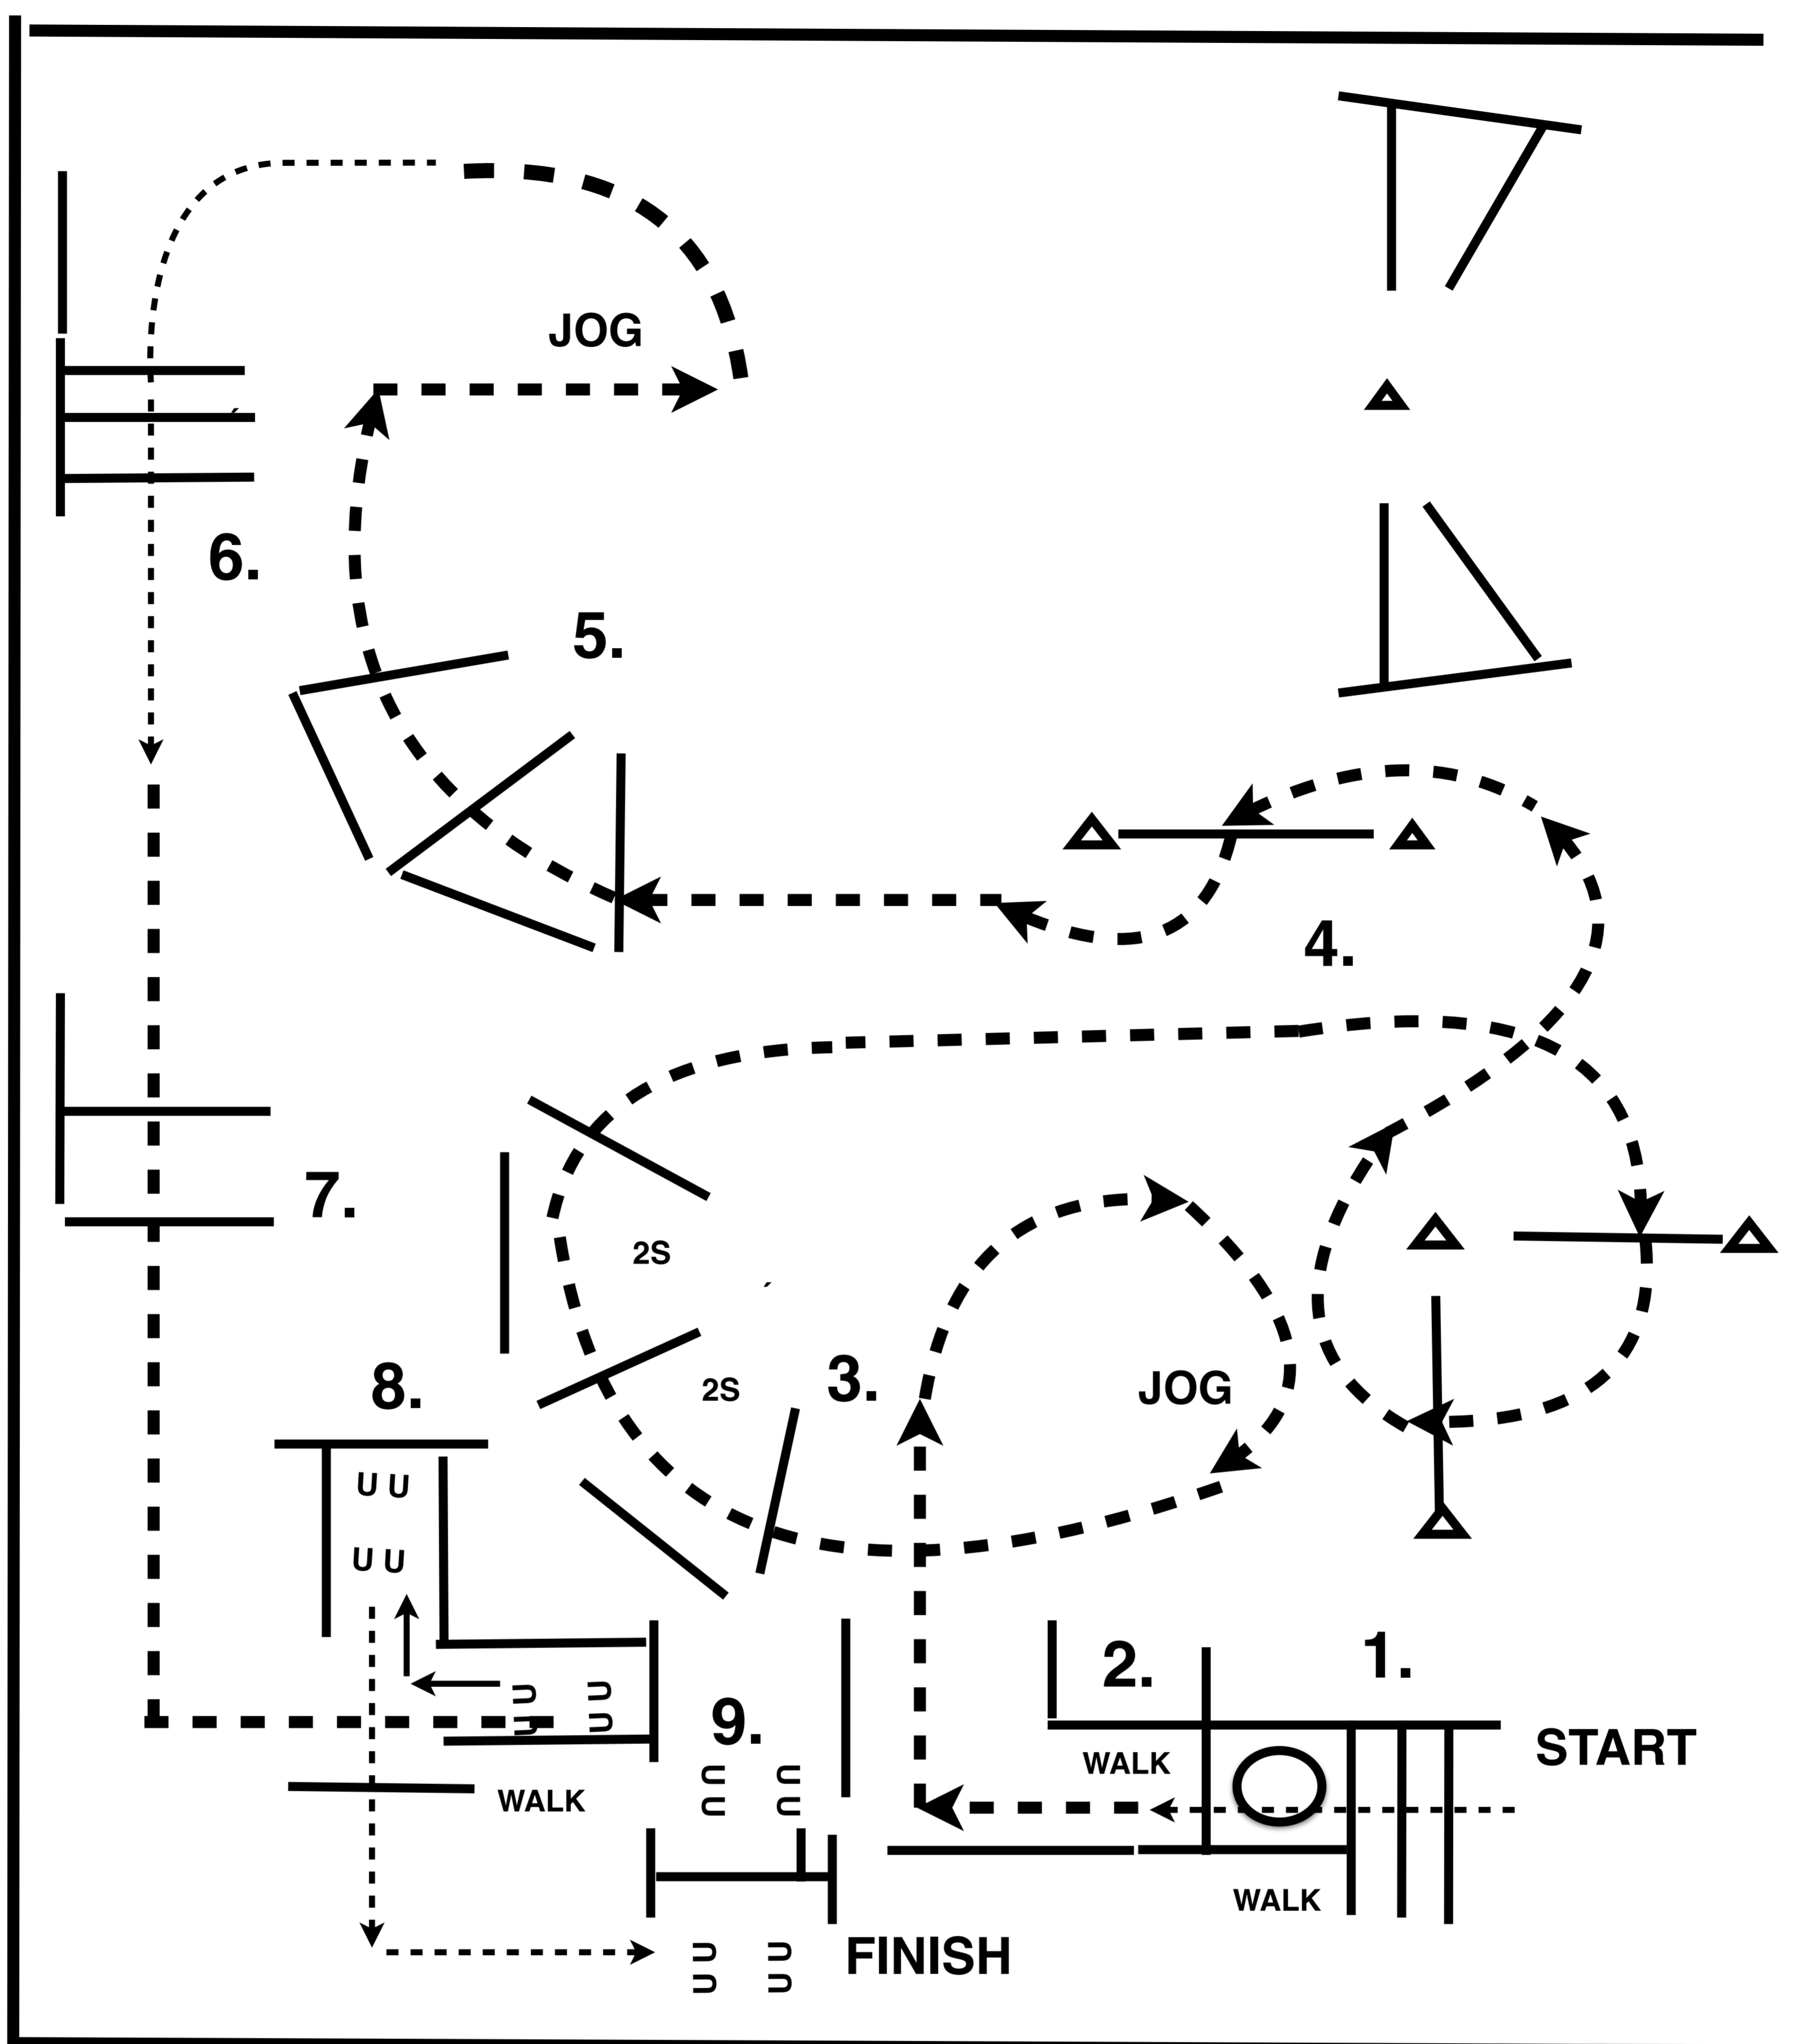 JOG
6.
5.
4.
7.
2S
3.
2S
JOG
8.
U U
U U
1.
2.
9.
START
WALK
WALK
WALK
FINISH